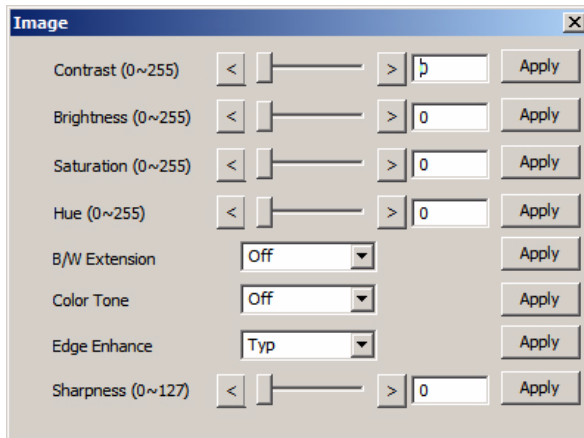 Image
Contrast (0~255) < > 0 Apply
Brightness (0~255) < > 0 Apply
Saturation (0~255) < > 0 Apply
Hue (0~255) < > 0 Apply
B/W Extension Off Apply
Color Tone Off Apply
Edge Enhance Typ Apply
Sharpness (0~127) < > 0 Apply